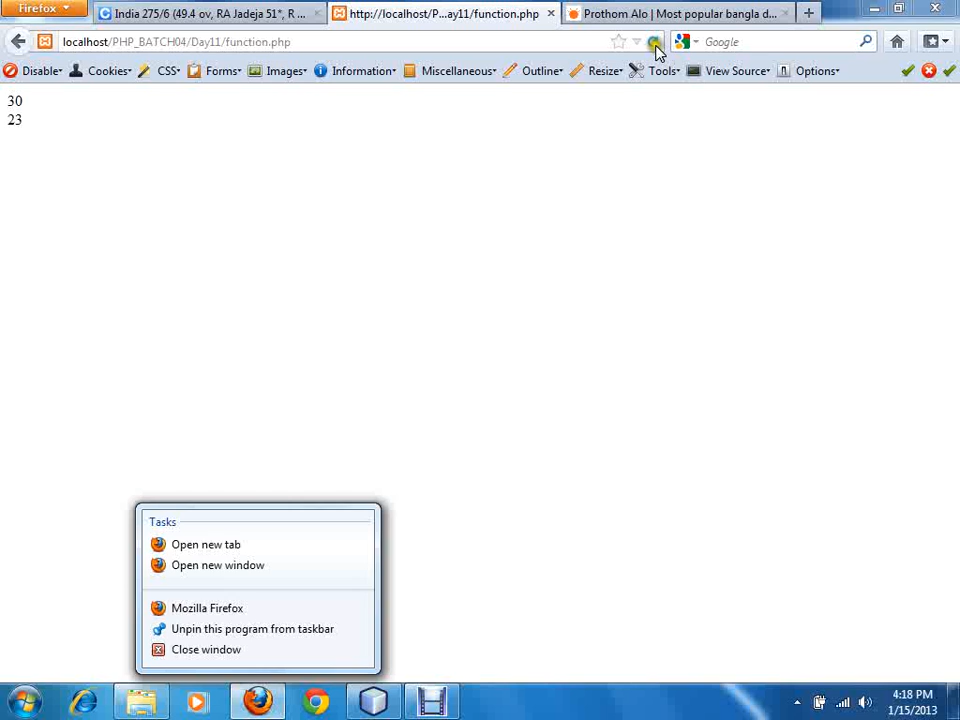 Firefox
India 275/6 (49.4 ov, RA Jadeja 51*, R ...
http://localhost/P...ay11/function.php
Prothom Alo | Most popular bangla d...
localhost/PHP_BATCH04/Day11/function.php
Google
Disable Cookies CSS Forms Images Information Miscellaneous Outline Resize Tools View Source Options
30
23
Tasks
Open new tab
Open new window
Mozilla Firefox
Unpin this program from taskbar
Close window
4:18 PM
1/15/2013